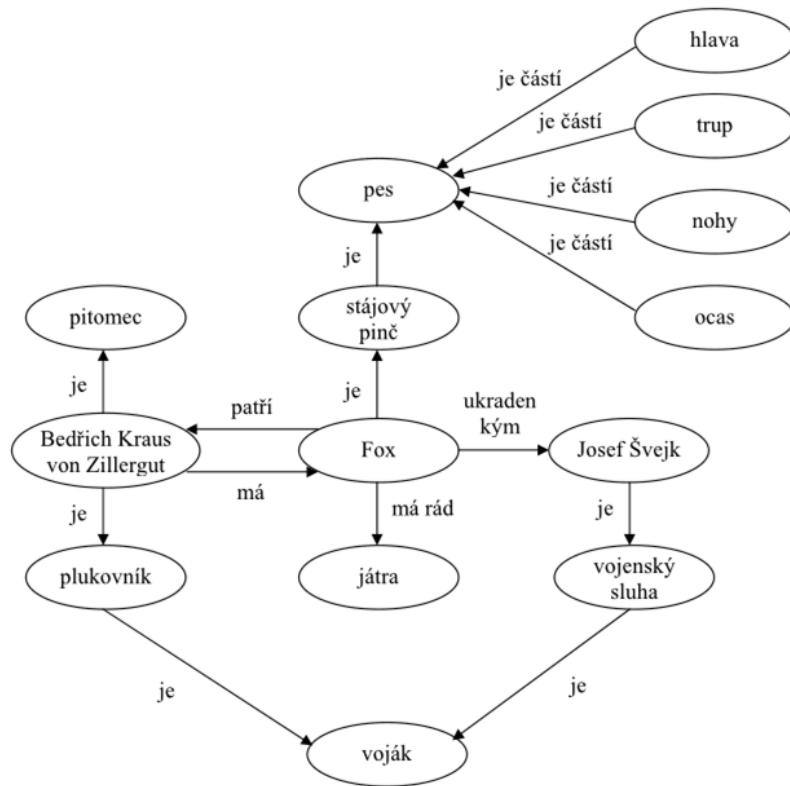 hlava
je částí
trup
je částí
pes
je částí
nohy
je částí
je
pitomec
stájový
pinč
ocas
je
patří
je
ukraden
kým
Bedřich Kraus
von Zillergut
Fox
Josef Švejk
má
je
má rád
je
plukovník
játra
vojenský
sluha
je
je
voják